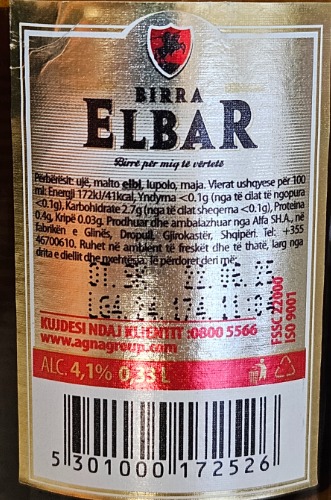 BIRRA
ELBAR
Birrë për miq të vërtetë
Përbërësit: ujë, malto elbi, lupolo, maja. Vlerat ushqyese për 100
ml: Energji 172kJ/41kcal, Yndyrna <0.1g (nga të cilat të ngopura
<0.1g), Karbohidrate 2.7g (nga të cilat sheqerna <0.1g), Proteina
0.4g, Kripë 0.03g. Prodhuar dhe ambalazhuar nga Alfa SH.A., në
fabrikën e Glinës, Dropull, Gjirokastër, Shqipëri. Tel: +355
46700610. Ruhet në ambient të freskët dhe të thatë, larg nga
drita e diellit dhe nxehtësia. Të përdoret deri më:
KUJDESI NDAJ KLIENTIT :0800 5566
www.agnagroup.com
FSSC 22000
ISO 9001
ALC. 4,1% 0,33 L
5 301000 172526